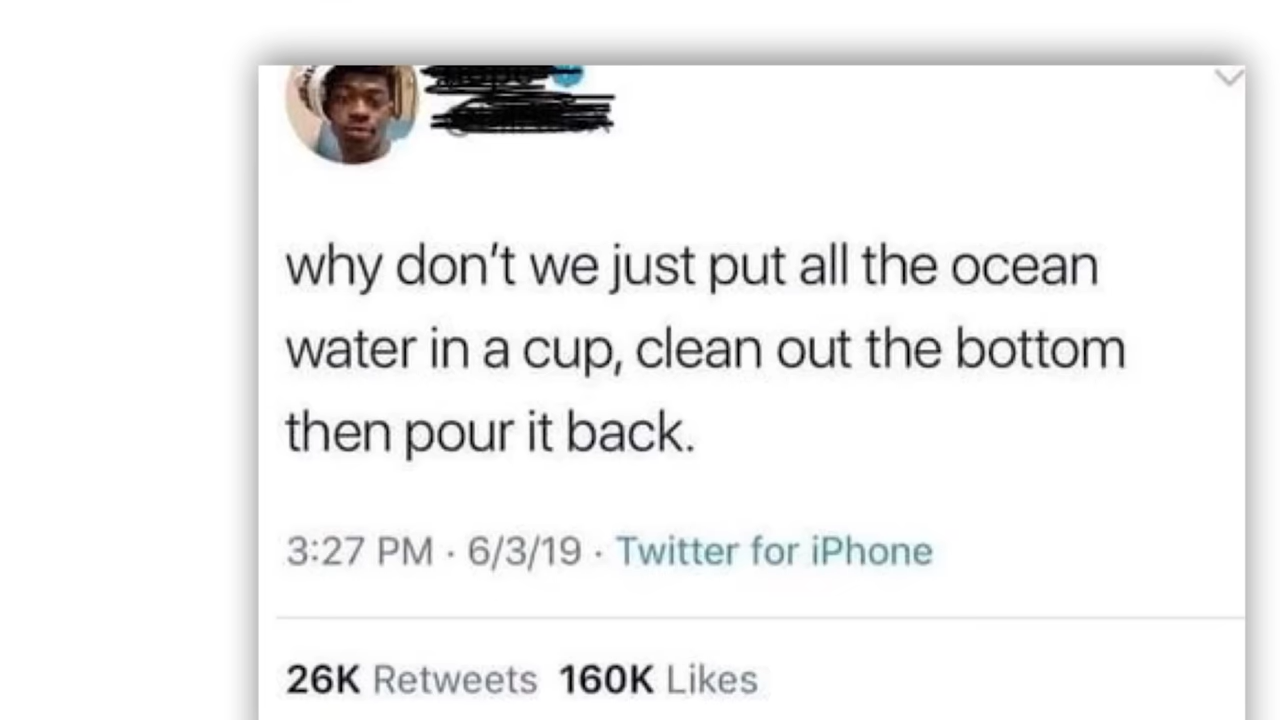 why don't we just put all the ocean
water in a cup, clean out the bottom
then pour it back.
3:27 PM · 6/3/19 · Twitter for iPhone
26K Retweets 160K Likes